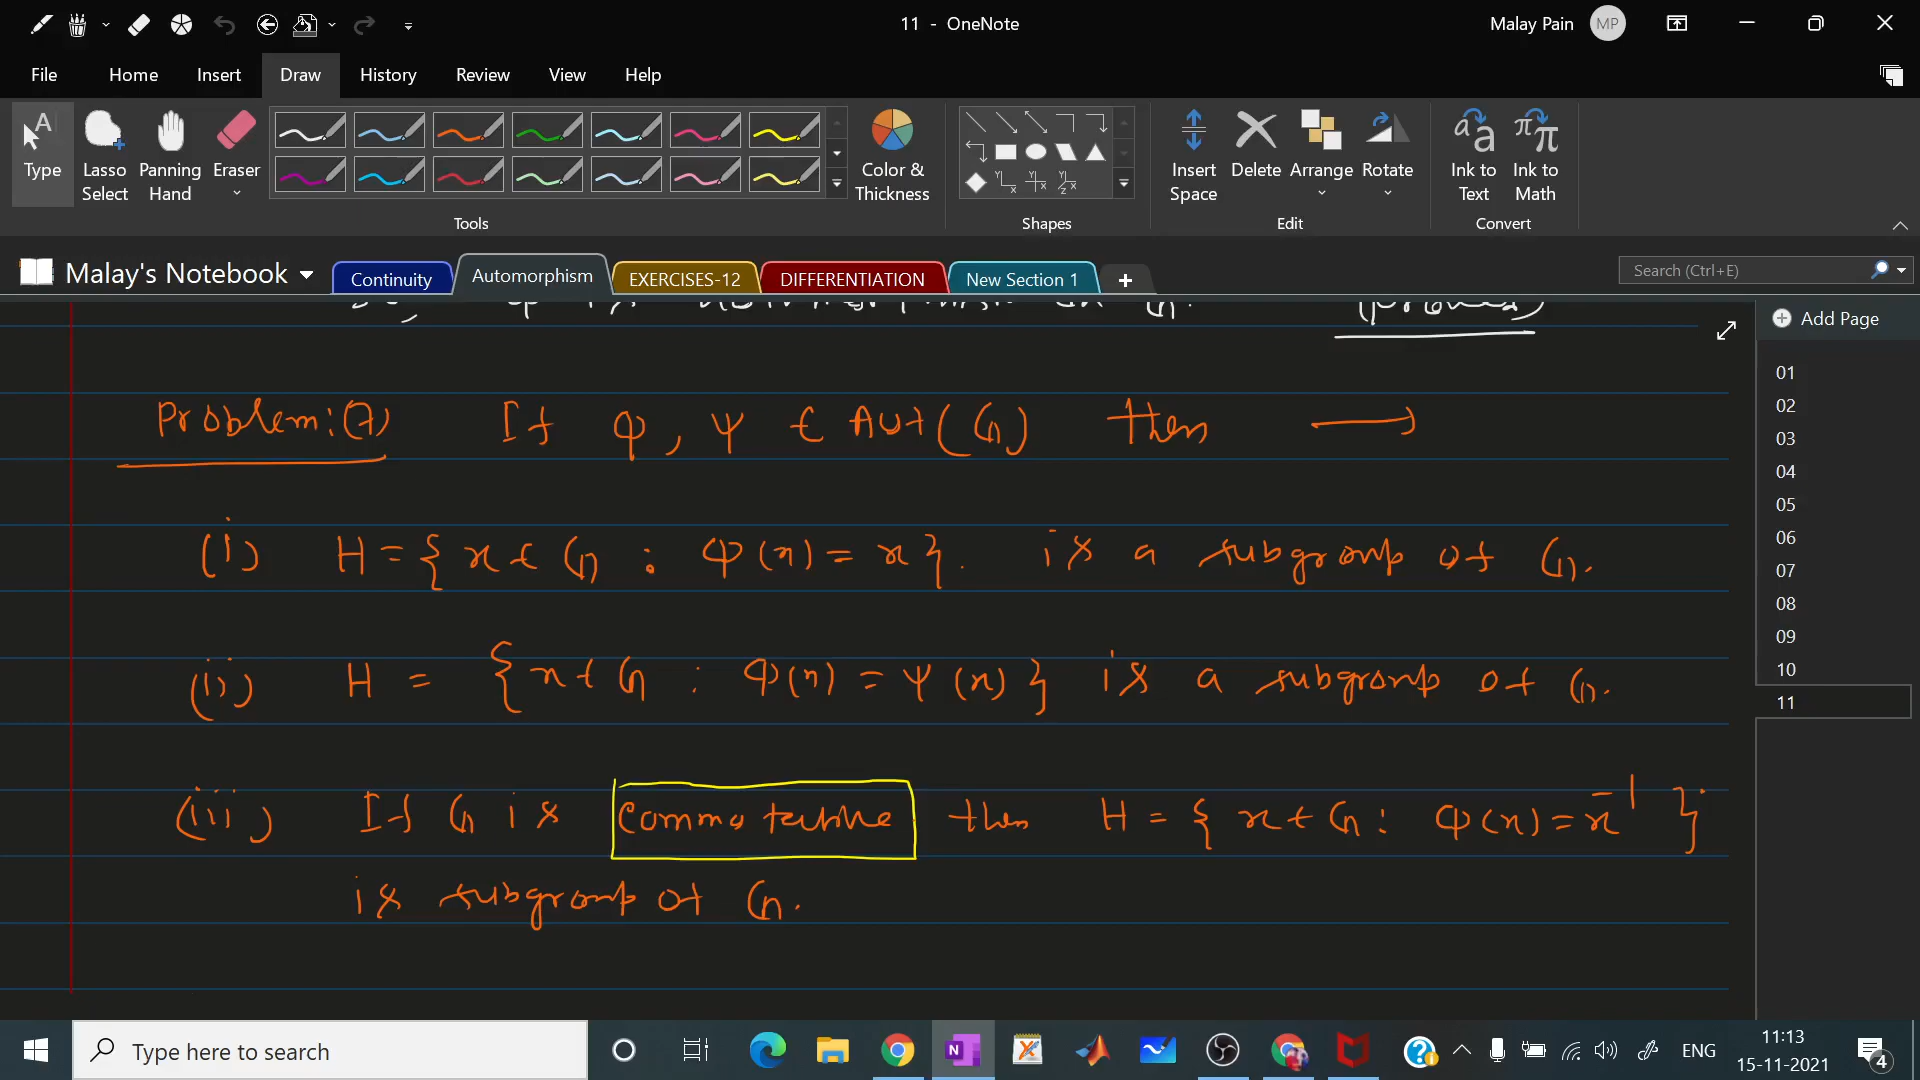 11 - OneNote
Malay Pain MP
File Home Insert Draw History Review View Help
Type Lasso Select Panning Hand Eraser
Color & Thickness
Insert Space Delete Arrange Rotate
Ink to Text Ink to Math
Tools Shapes Edit Convert
Malay's Notebook Continuity Automorphism EXERCISES-12 DIFFERENTIATION New Section 1 +
Search (Ctrl+E)
Add Page
Problem: (7) If φ, ψ ∈ AUT(G) then →
(i) H = { x ∈ G : φ(x) = x }. is a subgroup of G.
(ii) H = { x ∈ G : φ(x) = ψ(x) } is a subgroup of G.
(iii) If G is Commutative then H = { x ∈ G : φ(x) = x⁻¹ }
is subgroup of G.
01
02
03
04
05
06
07
08
09
10
11
Type here to search
ENG
11:13
15-11-2021
4